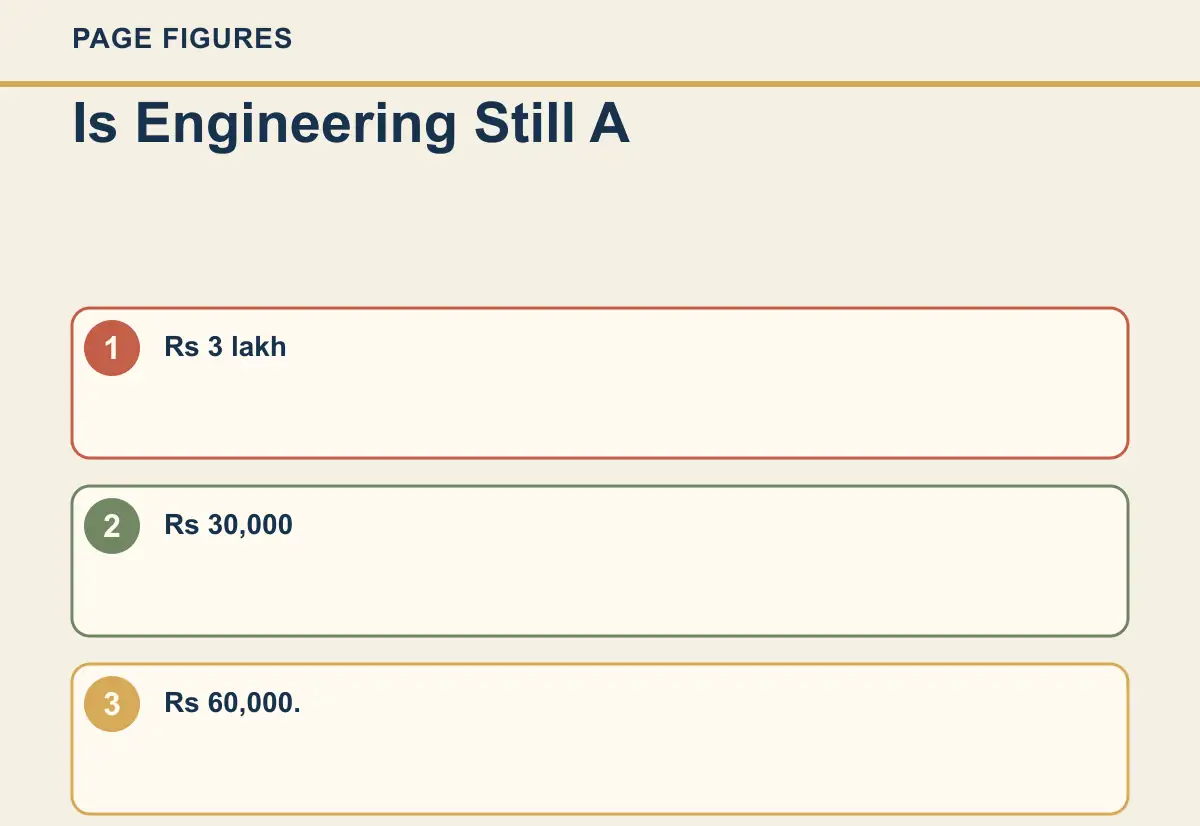 PAGE FIGURES
Is Engineering Still A
1 Rs 3 lakh
2 Rs 30,000
3 Rs 60,000.